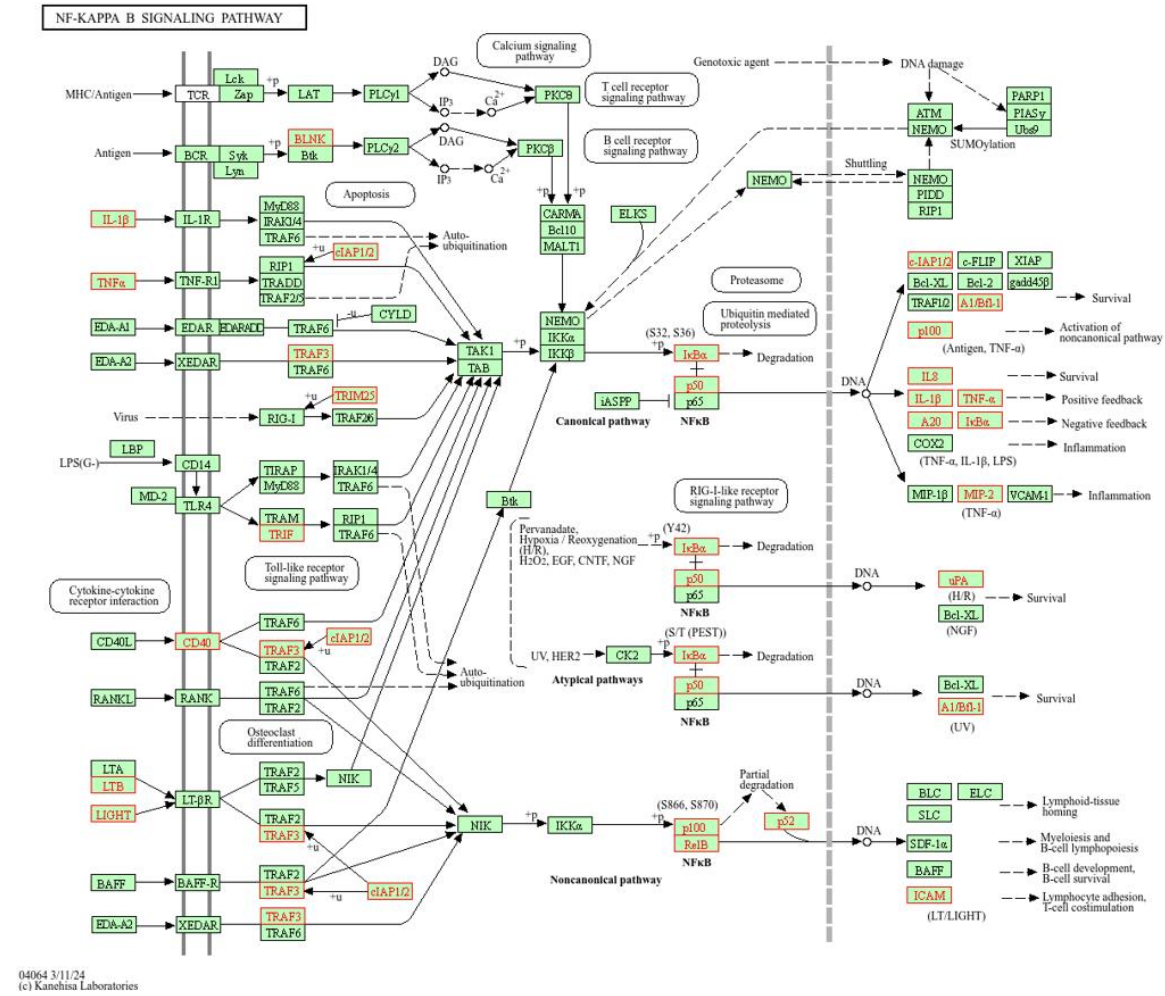 NF-KAPPA B SIGNALING PATHWAY
Calcium signaling
pathway
T cell receptor
signaling pathway
B cell receptor
signaling pathway
MHC/Antigen
TCR
Lck
Zap
+p
LAT
PLCγ1
DAG
IP3
Ca2+
PKCθ
Antigen
BCR
Syk
Lyn
+p
BLNK
Btk
PLCγ2
DAG
IP3
Ca2+
PKCβ
+p
+p
CARMA
Bcl10
MALT1
ELKS
Genotoxic agent
DNA damage
ATM
NEMO
PARP1
PIASy
Ubs9
SUMOylation
Shuttling
NEMO
NEMO
PIDD
RIP1
Apoptosis
IL-1β
IL-1R
MyD88
IRAK1/4
TRAF6
Auto-
ubiquitination
+u
cIAP1/2
TNFα
TNF-R1
RIP1
TRADD
TRAF2/5
EDA-A1
EDAR
EDARADD
TRAF6
-u
CYLD
EDA-A2
XEDAR
TRAF3
TRAF6
TAK1
TAB
+p
NEMO
IKKα
IKKβ
Proteasome
Ubiquitin mediated
proteolysis
(S32, S36)
+p
IκBα
Degradation
p50
p65
NFκB
iASPP
Canonical pathway
DNA
c-IAP1/2
c-FLIP
XIAP
Bcl-XL
Bcl-2
gadd45β
TRAF1/2
A1/Bfl-1
Survival
p100
Activation of
noncanonical pathway
(Antigen, TNF-α)
IL8
Survival
IL-1β
TNF-α
Positive feedback
A20
IκBα
Negative feedback
COX2
Inflammation
(TNF-α, IL-1β, LPS)
MIP-1β
MIP-2
VCAM-1
Inflammation
(TNF-α)
Virus
RIG-I
+u
TRIM25
TRAF2/6
LPS(G-)
LBP
CD14
MD-2
TLR4
TIRAP
MyD88
IRAK1/4
TRAF6
TRAM
TRIF
RIP1
TRAF6
Toll-like receptor
signaling pathway
Btk
RIG-I-like receptor
signaling pathway
Pervanadate,
Hypoxia / Reoxygenation
(H/R),
H2O2, EGF, CNTF, NGF
(Y42)
+p
IκBα
Degradation
p50
p65
NFκB
DNA
uPA
(H/R)
Survival
Bcl-XL
(NGF)
Cytokine-cytokine
receptor interaction
CD40L
CD40
TRAF6
TRAF3
TRAF2
cIAP1/2
+u
Auto-
ubiquitination
UV, HER2
CK2
(S/T (PEST))
+p
IκBα
Degradation
Atypical pathways
p50
p65
NFκB
DNA
Bcl-XL
A1/Bfl-1
Survival
(UV)
RANKL
RANK
TRAF6
TRAF2
Osteoclast
differentiation
LTA
LTB
LIGHT
LT-βR
TRAF2
TRAF5
NIK
TRAF2
TRAF3
+u
NIK
+p
IKKα
(S866, S870)
+p
p100
RelB
NFκB
Partial
degradation
p52
Noncanonical pathway
DNA
BLC
ELC
SLC
Lymphoid-tissue
homing
SDF-1α
Myeloiesis and
B-cell lymphopoiesis
BAFF
B-cell development,
B-cell survival
ICAM
Lymphocyte adhesion,
T-cell costimulation
(LT/LIGHT)
BAFF
BAFF-R
TRAF2
TRAF3
+u
cIAP1/2
EDA-A2
XEDAR
TRAF3
TRAF6
04064 3/11/24
(c) Kanehisa Laboratories